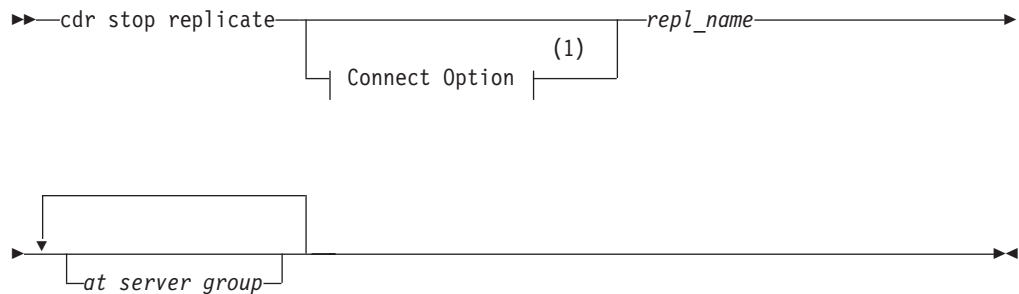 cdr stop replicate repl_name
(1)
Connect Option
at server group